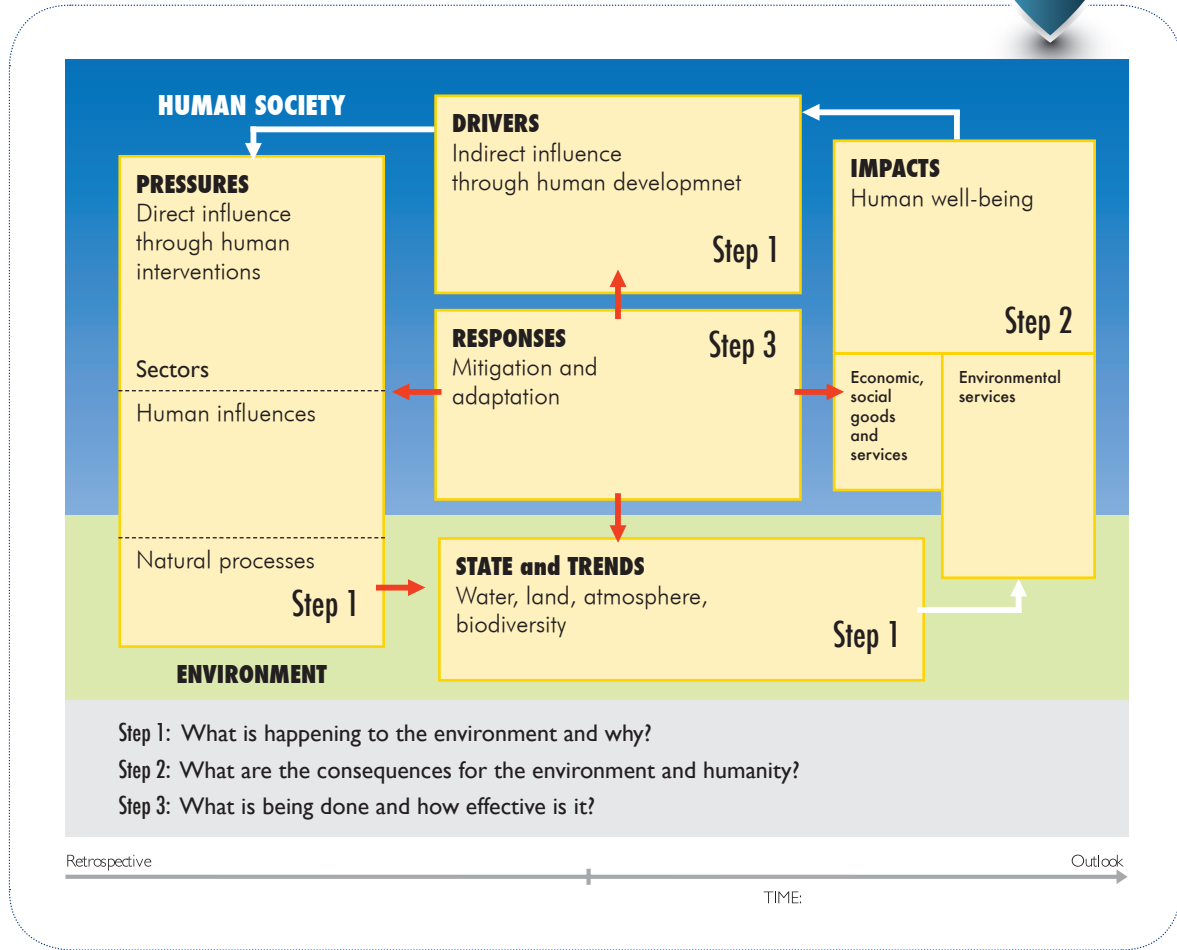 HUMAN SOCIETY
PRESSURES
Direct influence
through human
interventions
Sectors
Human influences
Natural processes
Step 1
DRIVERS
Indirect influence
through human developmnet
Step 1
RESPONSES
Step 3
Mitigation and
adaptation
IMPACTS
Human well-being
Step 2
Economic,
social
goods
and
services
Environmental
services
STATE and TRENDS
Water, land, atmosphere,
biodiversity
Step 1
ENVIRONMENT
Step 1: What is happening to the environment and why?
Step 2: What are the consequences for the environment and humanity?
Step 3: What is being done and how effective is it?
Retrospective
Outlook
TIME: